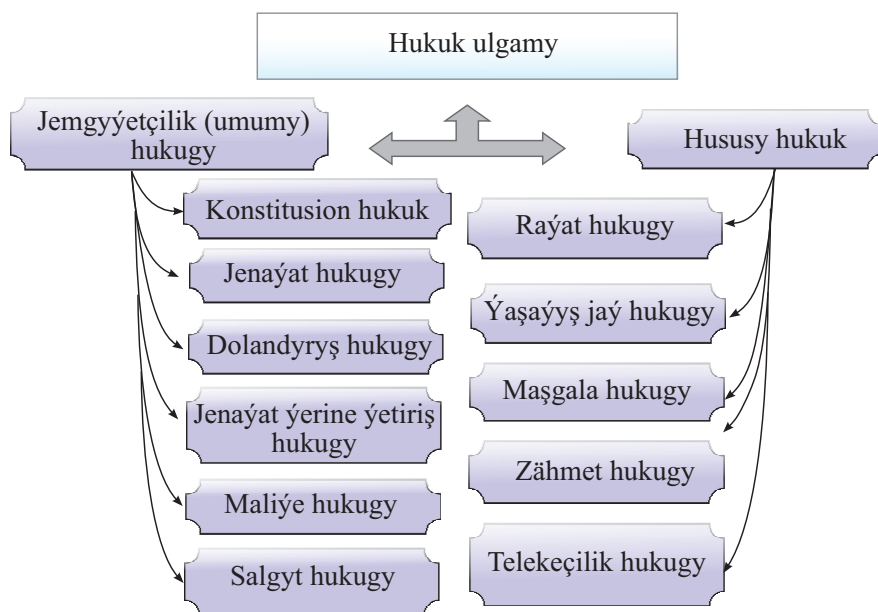 Hukuk ulgamy
Jemgyýetçilik (umumy)
hukugy
Hususy hukuk
Konstitusion hukuk
Jenaýat hukugy
Dolandyryş hukugy
Jenaýat ýerine ýetiriş
hukugy
Maliýe hukugy
Salgyt hukugy
Raýat hukugy
Ýaşaýyş jaý hukugy
Maşgala hukugy
Zähmet hukugy
Telekeçilik hukugy